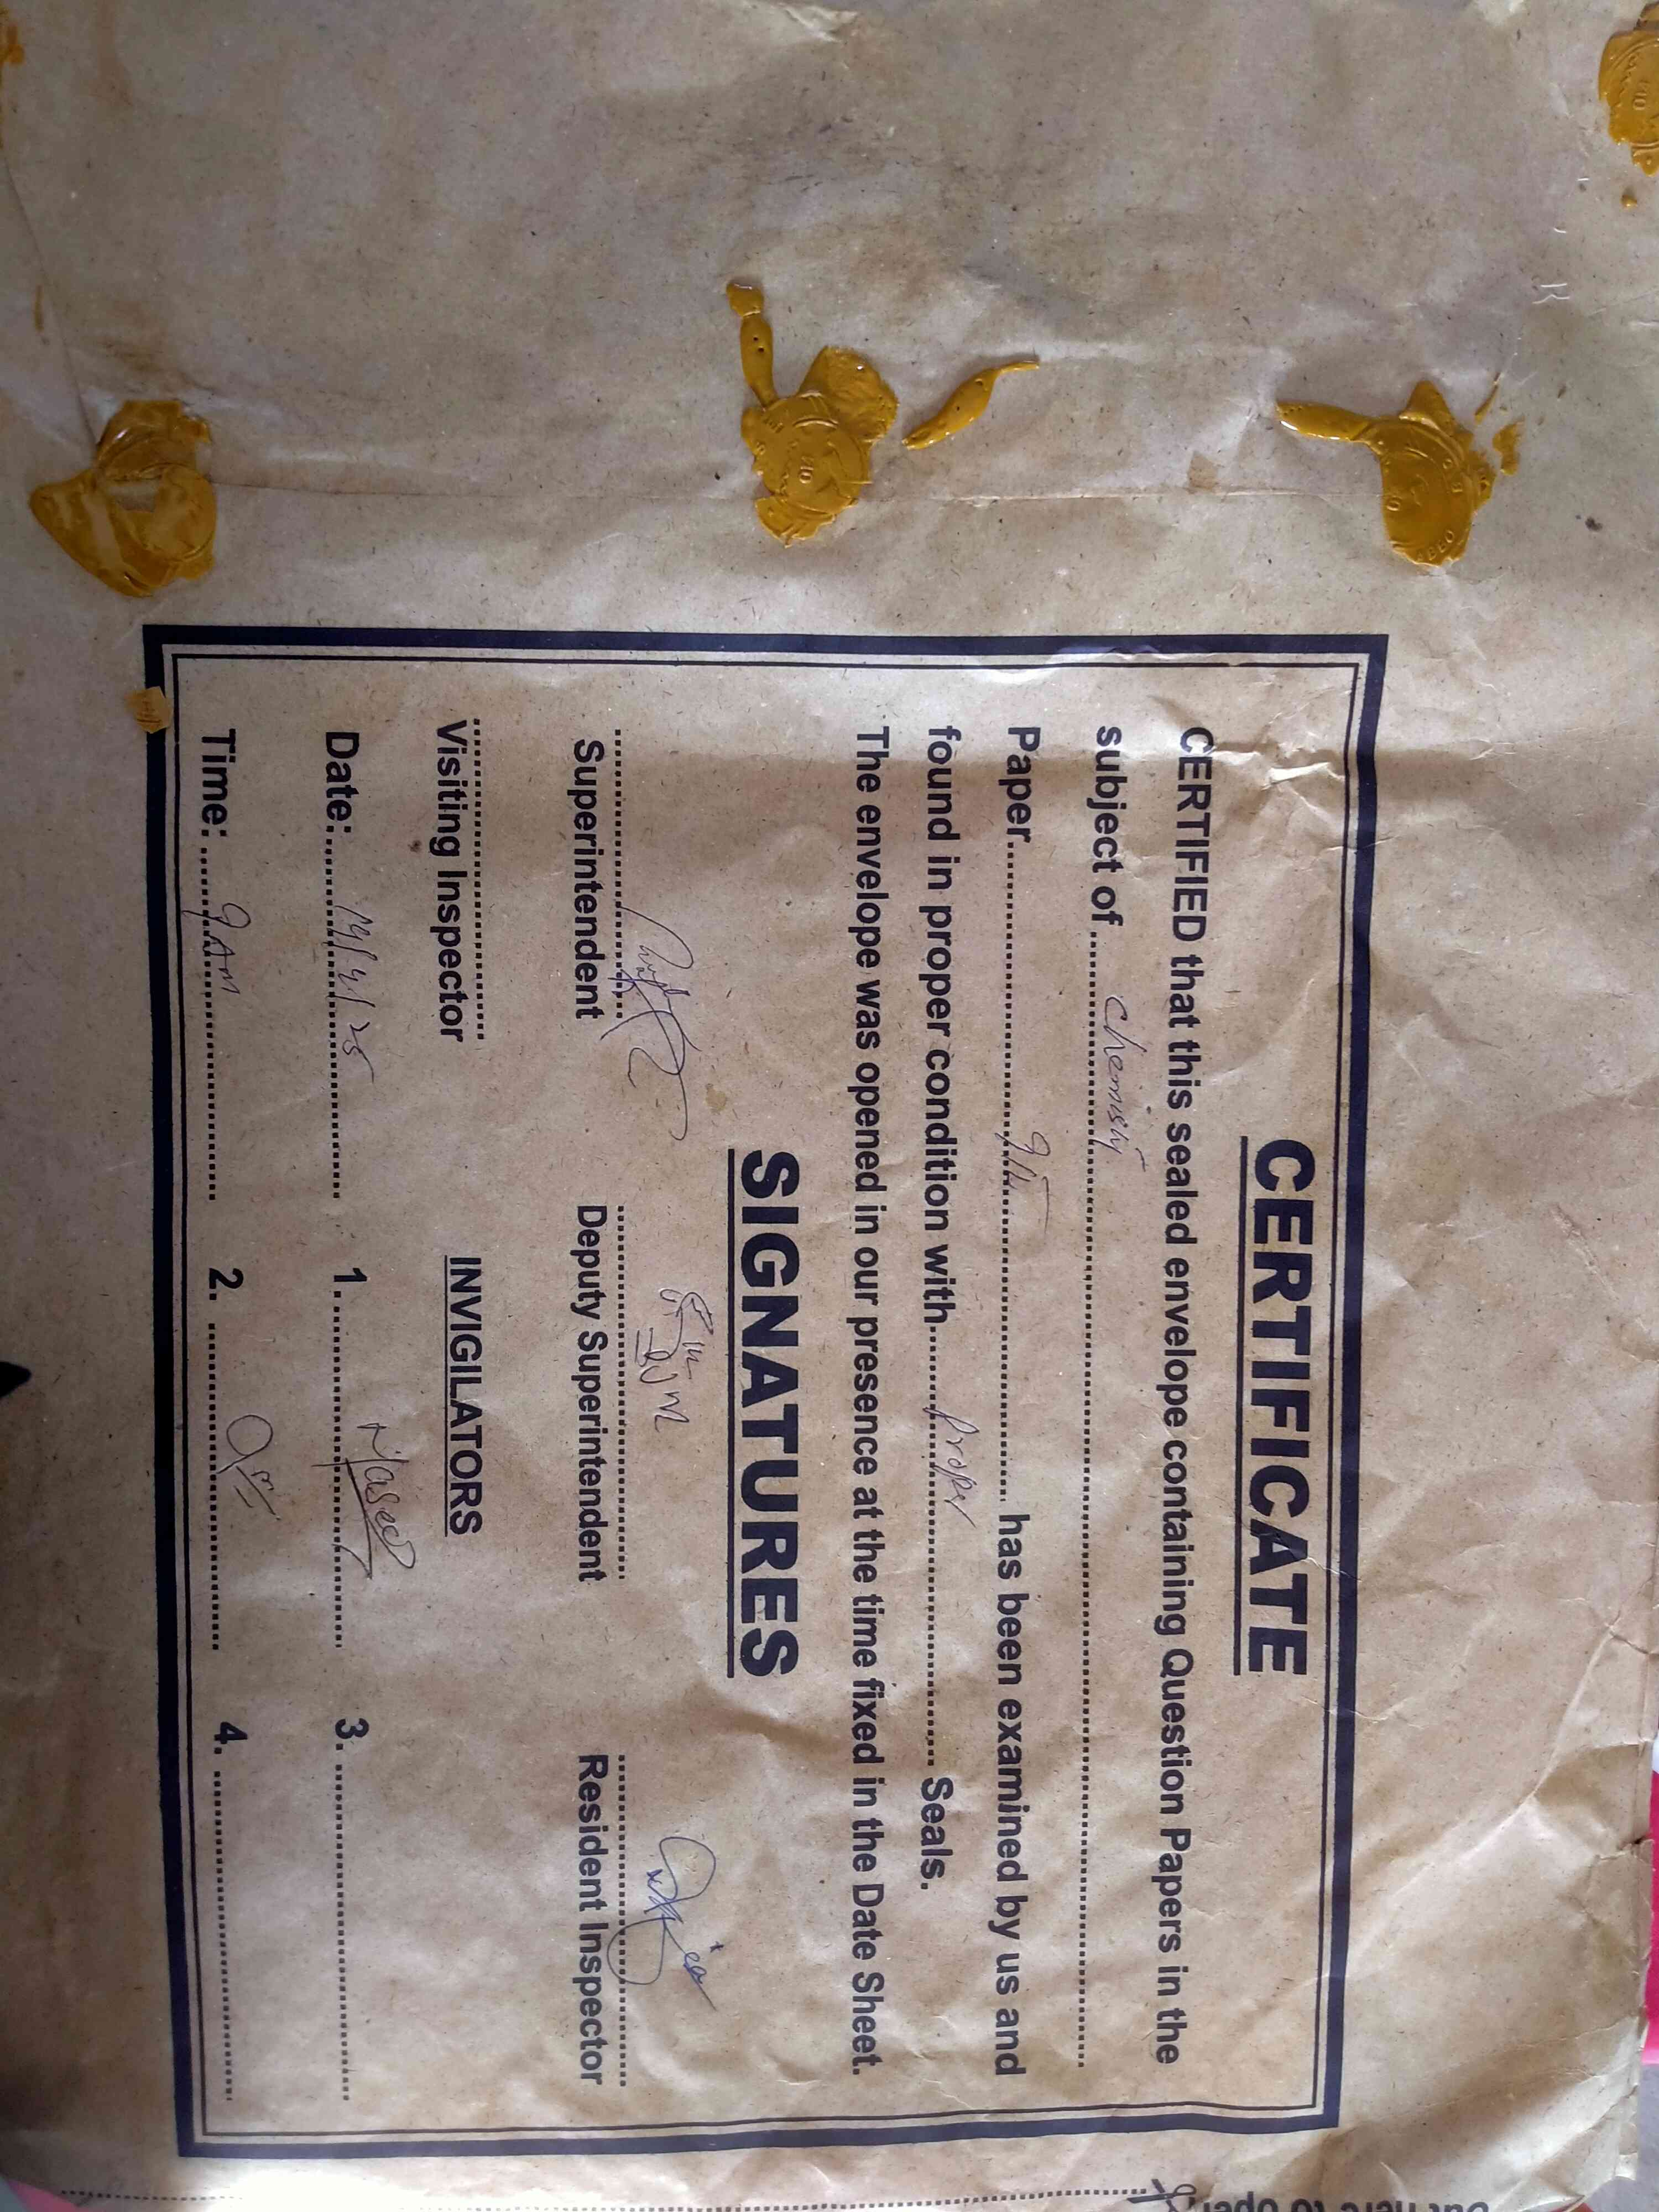 CERTIFICATE
CERTIFIED that this sealed envelope containing Question Papers in the
subject of ..... chemistry .....
Paper ..... 9th ..... has been examined by us and
found in proper condition with ..... proper ..... Seals.
The envelope was opened in our presence at the time fixed in the Date Sheet.
SIGNATURES
Superintendent Deputy Superintendent Resident Inspector
Visiting Inspector INVIGILATORS
Date: ..... 14/4/25 ..... 1. ..... 3. .....
Time: ..... 9 Am ..... 2. ..... 4. .....